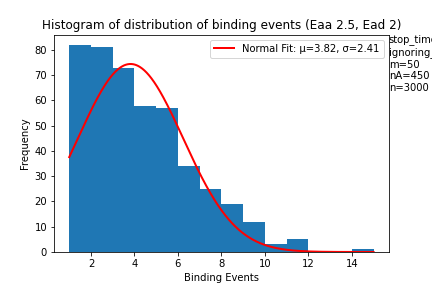 Histogram of distribution of binding events (Eaa 2.5, Ead 2)
Normal Fit: μ=3.82, σ=2.41
stop_time
ignoring_
m=50
nA=450
n=3000
Frequency
80
70
60
50
40
30
20
10
0
2 4 6 8 10 12 14
Binding Events